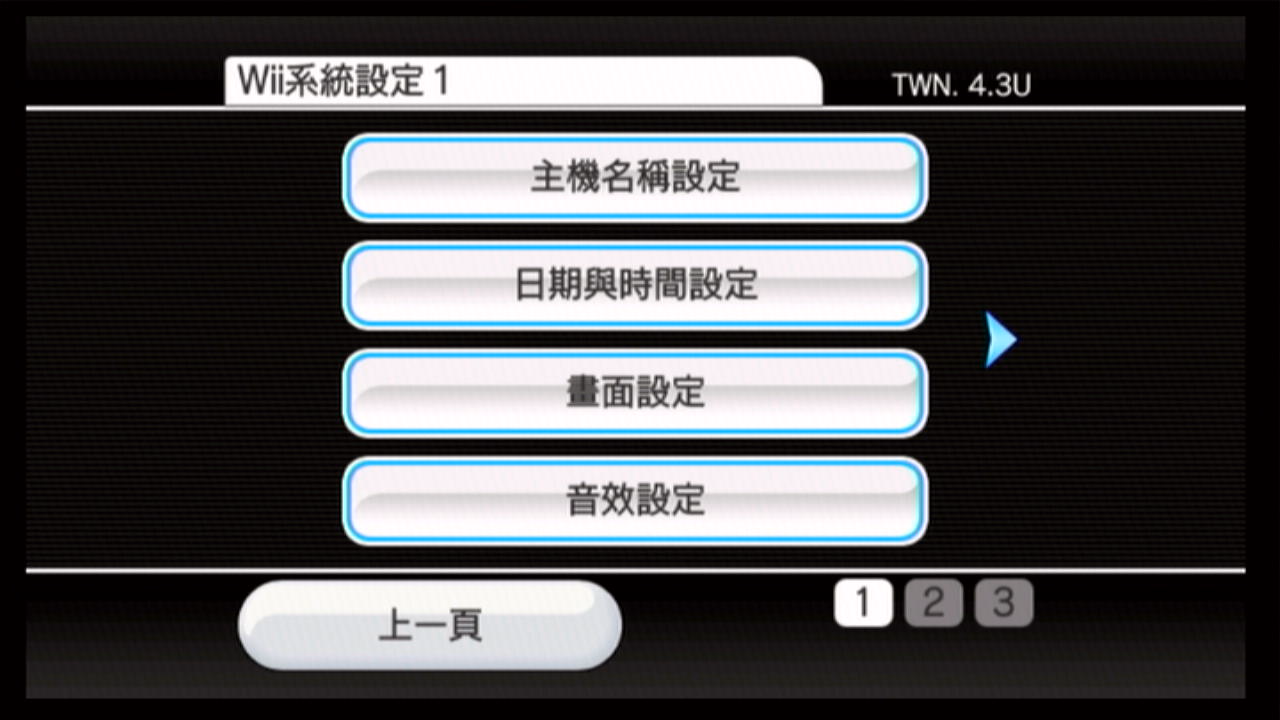 Wii系統設定 1
TWN. 4.3U
主機名稱設定
日期與時間設定
畫面設定
音效設定
上一頁
1 2 3